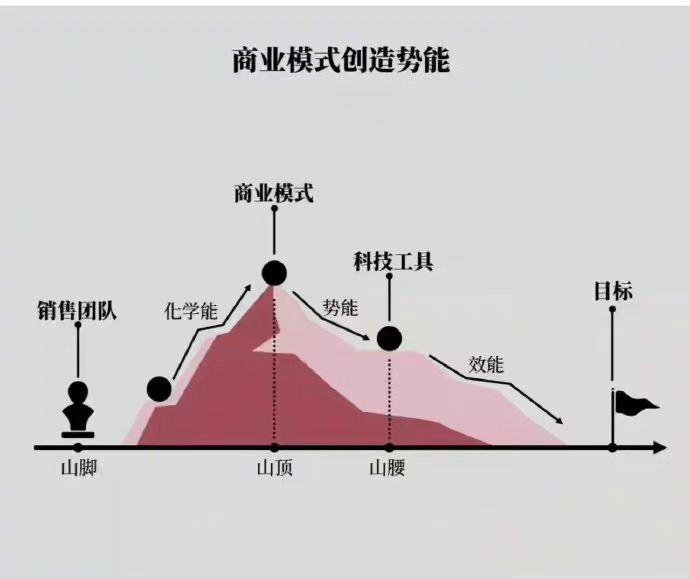 商业模式创造势能
商业模式
科技工具
目标
销售团队
化学能
势能
效能
山脚
山顶
山腰